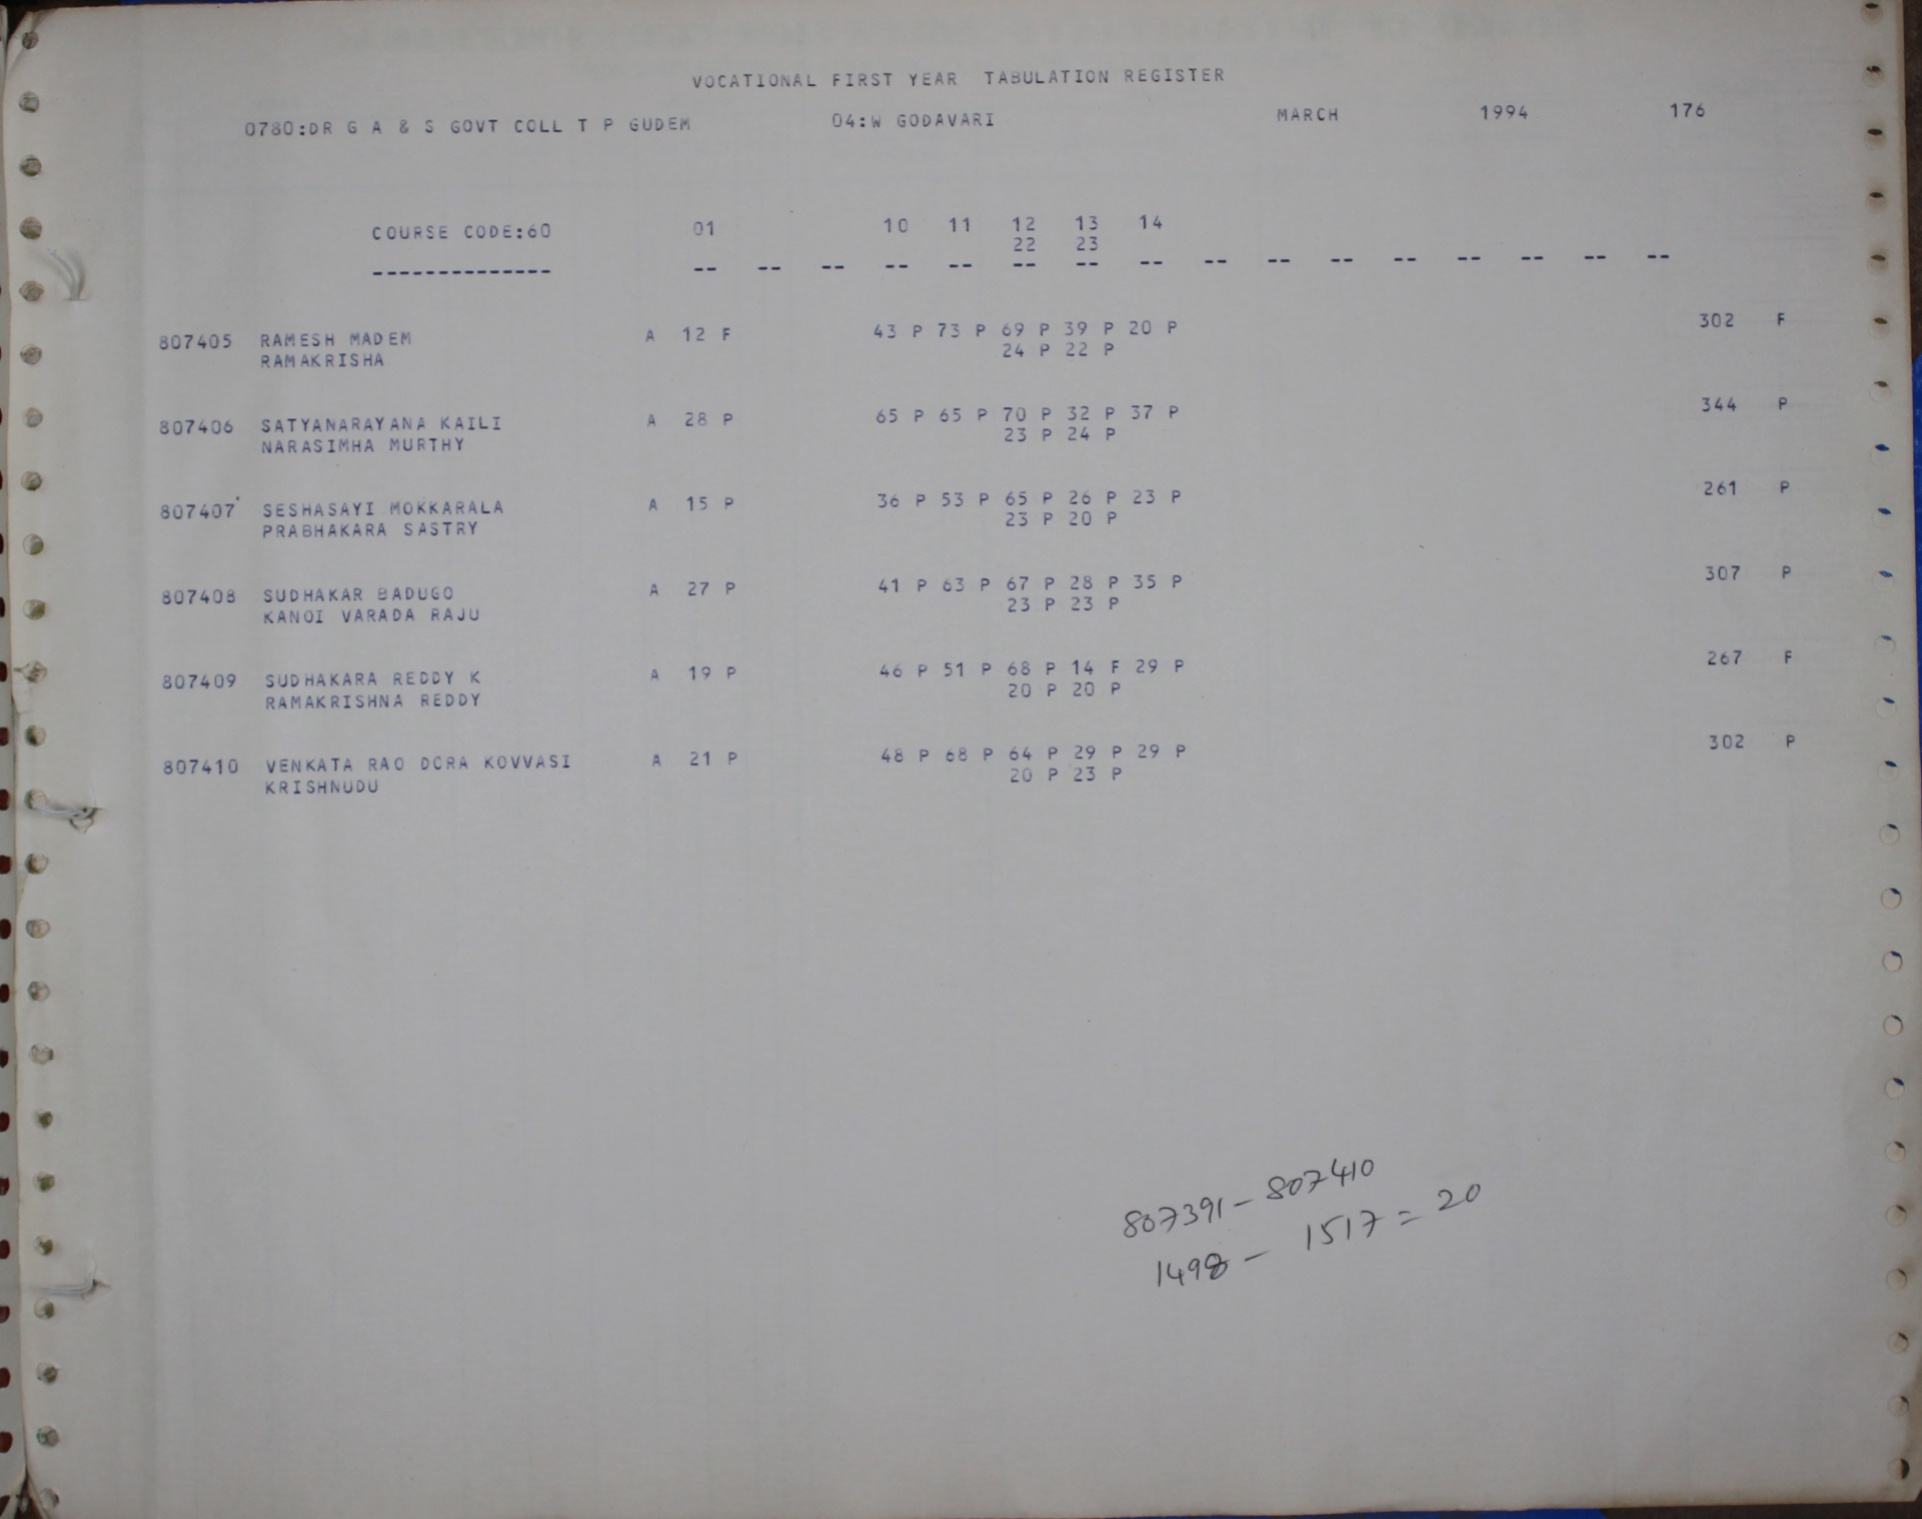 VOCATIONAL FIRST YEAR TABULATION REGISTER
0780:DR G A & S GOVT COLL T P GUDEM 04:W GODAVARI MARCH 1994 176
COURSE CODE:60 01 10 11 12 13 14
22 23
-------------- -- -- -- -- -- -- -- -- -- -- -- -- -- -- -- --
807405 RAMESH MADEM A 12 F 43 P 73 P 69 P 39 P 20 P 302 F
RAMAKRISHA 24 P 22 P
807406 SATYANARAYANA KAILI A 28 P 65 P 65 P 70 P 32 P 37 P 344 P
NARASIMHA MURTHY 23 P 24 P
807407 SESHASAYI MOKKARALA A 15 P 36 P 53 P 65 P 26 P 23 P 261 P
PRABHAKARA SASTRY 23 P 20 P
807408 SUDHAKAR BADUGO A 27 P 41 P 63 P 67 P 28 P 35 P 307 P
KANOI VARADA RAJU 23 P 23 P
807409 SUDHAKARA REDDY K A 19 P 46 P 51 P 68 P 14 F 29 P 267 F
RAMAKRISHNA REDDY 20 P 20 P
807410 VENKATA RAO DORA KOVVASI A 21 P 48 P 68 P 64 P 29 P 29 P 302 P
KRISHNUDU 20 P 23 P
807391 - 807410
1498 - 1517 = 20